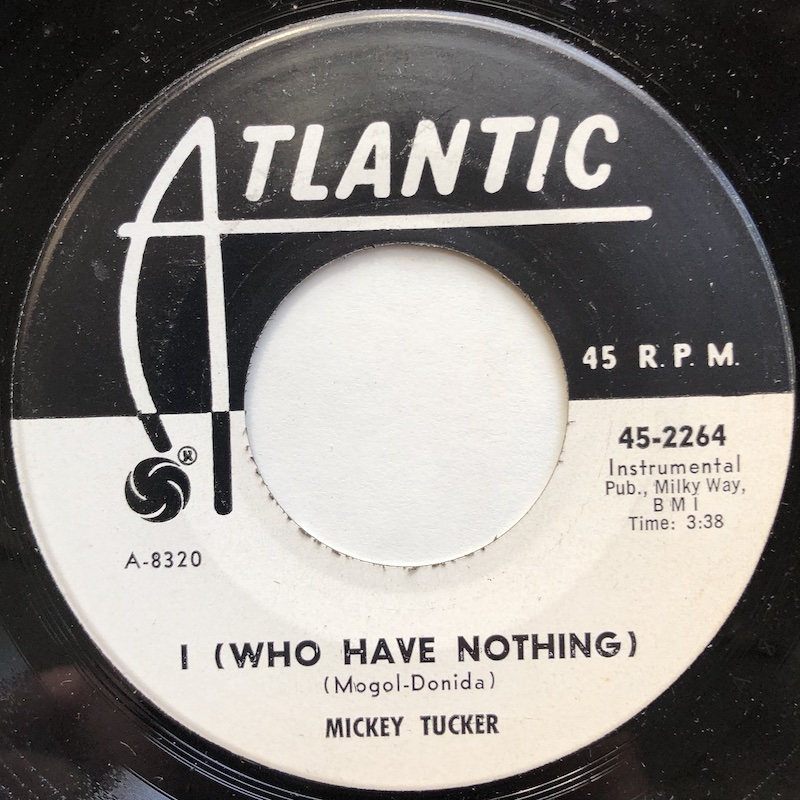 ATLANTIC
45 R.P.M.
45-2264
Instrumental
Pub., Milky Way,
BMI
Time: 3:38
®
A-8320
I (WHO HAVE NOTHING)
(Mogol-Donida)
MICKEY TUCKER